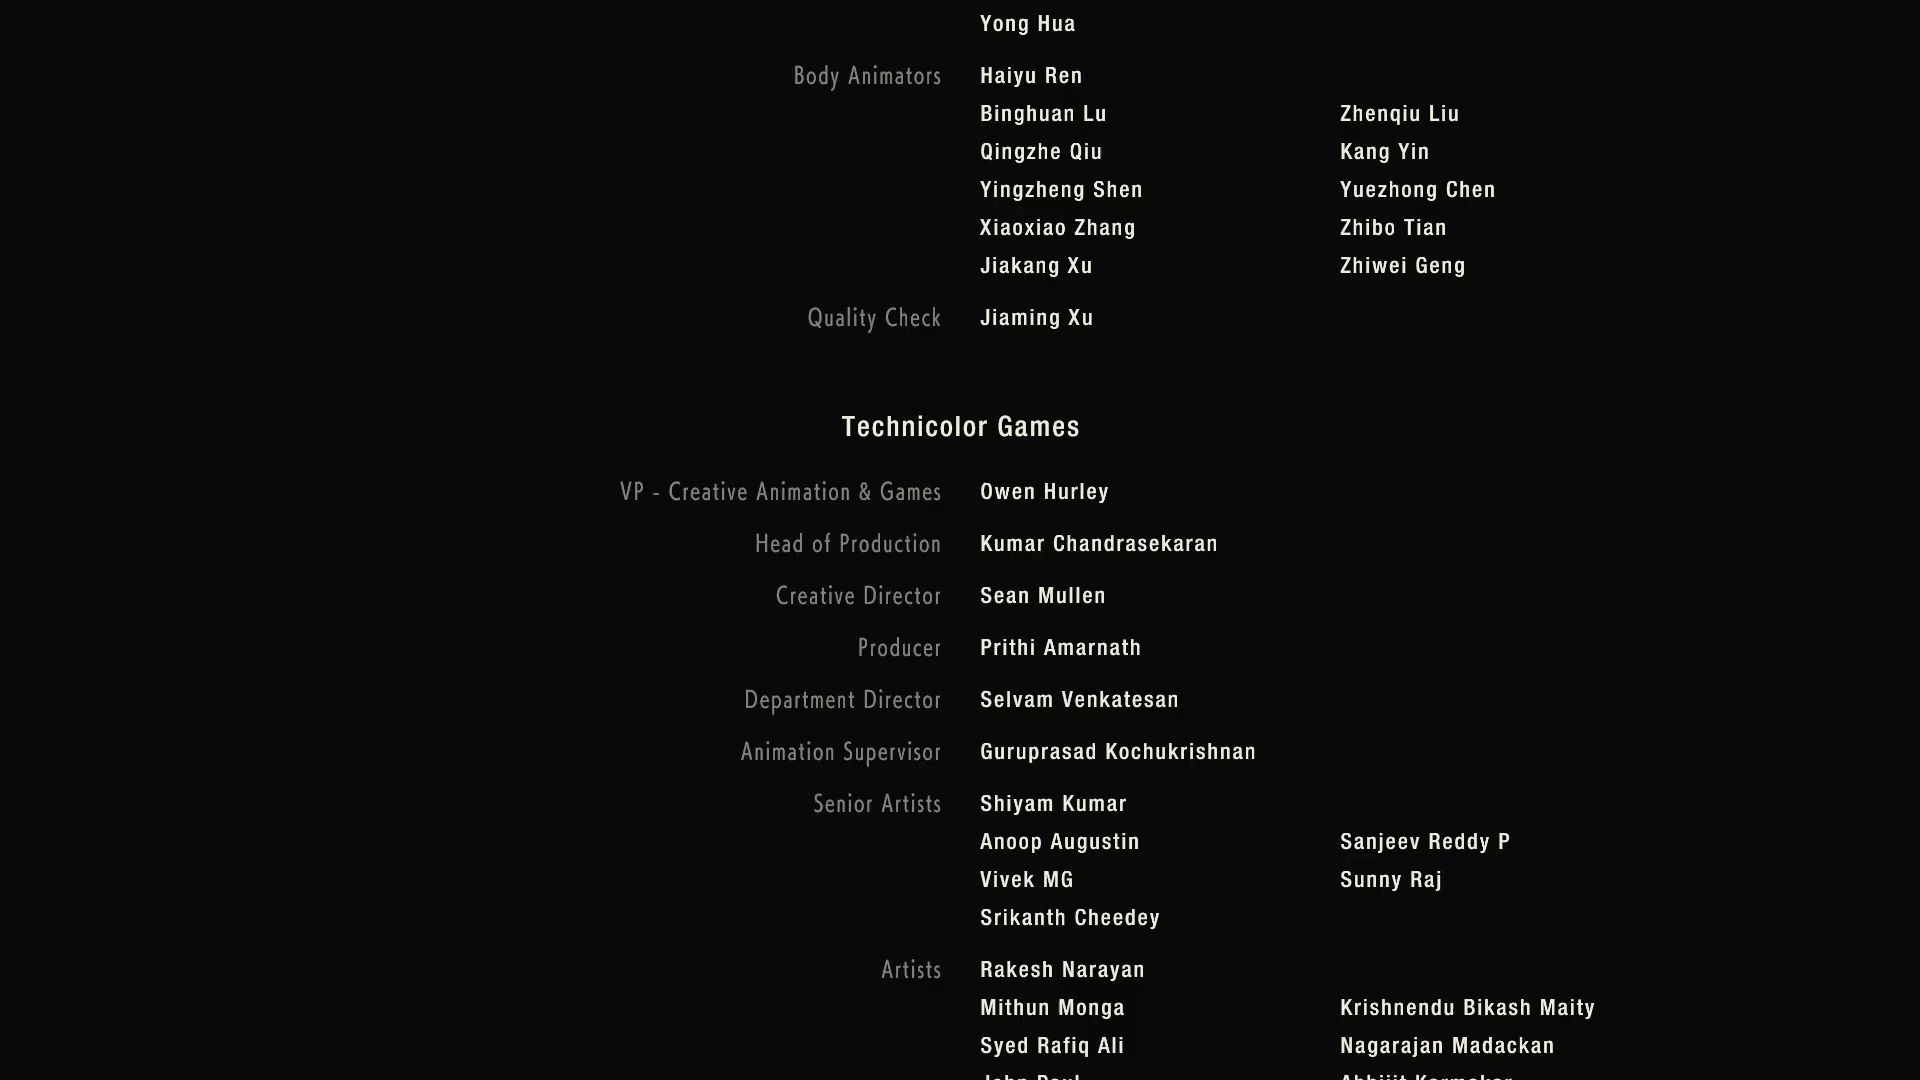 Yong Hua
Body Animators Haiyu Ren
Binghuan Lu Zhenqiu Liu
Qingzhe Qiu Kang Yin
Yingzheng Shen Yuezhong Chen
Xiaoxiao Zhang Zhibo Tian
Jiakang Xu Zhiwei Geng
Quality Check Jiaming Xu
Technicolor Games
VP - Creative Animation & Games Owen Hurley
Head of Production Kumar Chandrasekaran
Creative Director Sean Mullen
Producer Prithi Amarnath
Department Director Selvam Venkatesan
Animation Supervisor Guruprasad Kochukrishnan
Senior Artists Shiyam Kumar
Anoop Augustin Sanjeev Reddy P
Vivek MG Sunny Raj
Srikanth Cheedey
Artists Rakesh Narayan
Mithun Monga Krishnendu Bikash Maity
Syed Rafiq Ali Nagarajan Madackan